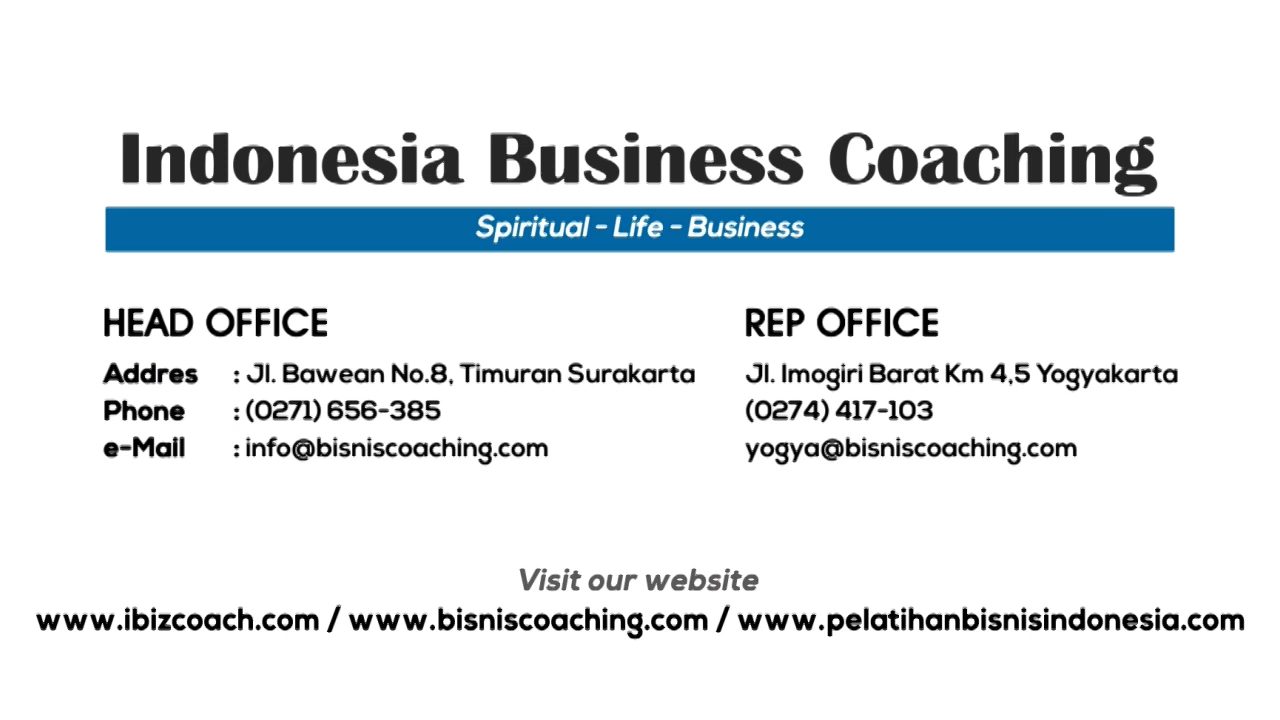 Indonesia Business Coaching
Spiritual - Life - Business
HEAD OFFICE
Addres : Jl. Bawean No.8, Timuran Surakarta
Phone : (0271) 656-385
e-Mail : info@bisniscoaching.com
REP OFFICE
Jl. Imogiri Barat Km 4,5 Yogyakarta
(0274) 417-103
yogya@bisniscoaching.com
Visit our website
www.ibizcoach.com / www.bisniscoaching.com / www.pelatihanbisnisindonesia.com